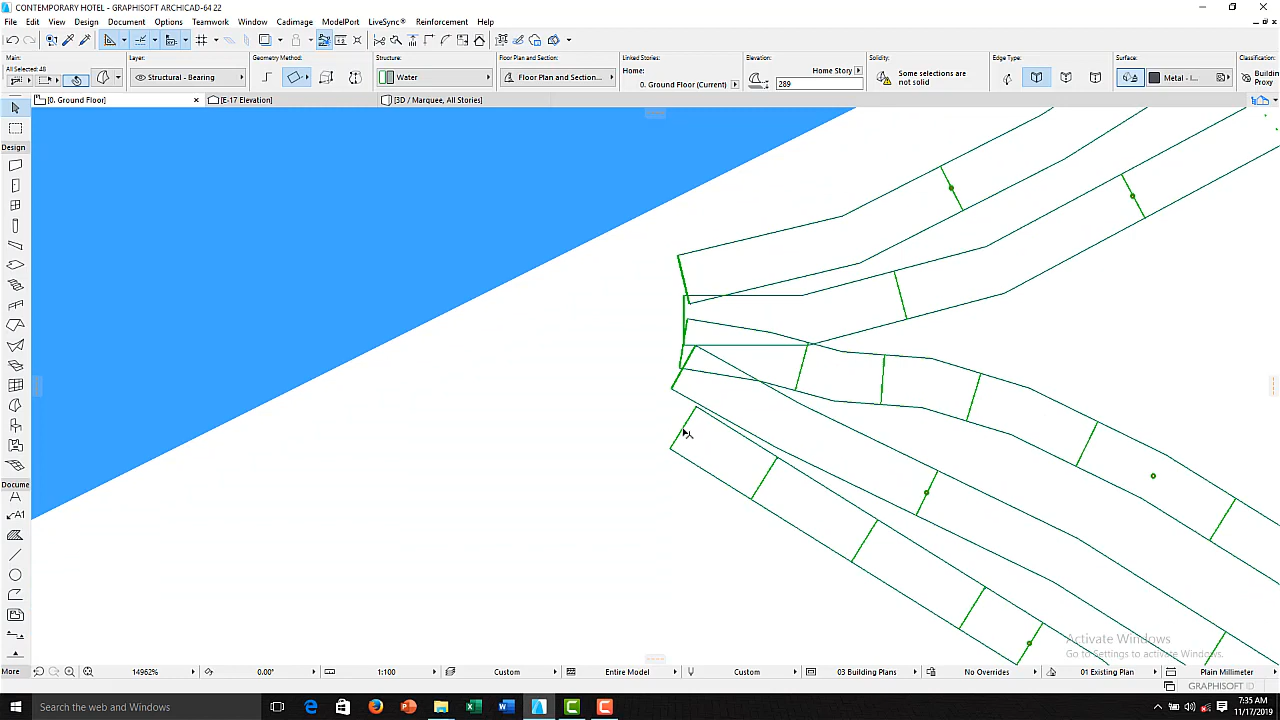 CONTEMPORARY HOTEL - GRAPHISOFT ARCHICAD-64 22
File Edit View Design Document Options Teamwork Window Cadimage ModelPort LiveSync® Reinforcement Help
Main: Layer: Geometry Method: Structure: Floor Plan and Section: Linked Stories: Elevation: Solidity: Edge Type: Surface: Classification:
All Selected: 48
Structural - Bearing
Water
Floor Plan and Section...
Home:
0. Ground Floor (Current)
Home Story
289
Some selections are
not solid
Metal - l...
Building
Proxy
[0. Ground Floor] [E-17 Elevation] [3D / Marquee, All Stories]
Design
Docume
A1
More
Activate Windows
Go to Settings to activate Windows.
14962% 0.00° 1:100 Custom Entire Model Custom 03 Building Plans No Overrides 01 Existing Plan Plain Millimeter
GRAPHISOFT
Search the Web and Windows
7:35 AM
11/17/2019